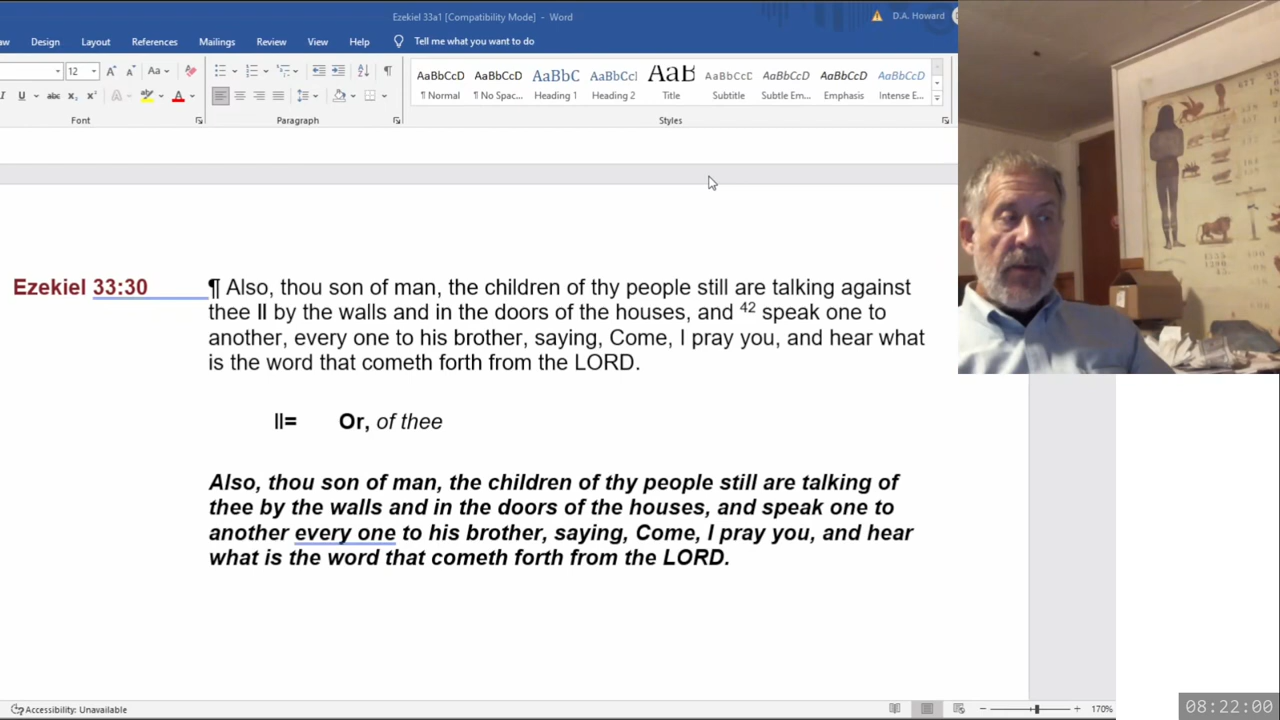 Ezekiel 33a1 [Compatibility Mode] - Word
D.A. Howard
Design Layout References Mailings Review View Help Tell me what you want to do
12 Aa
AaBbCcD AaBbCcD AaBbC AaBbCcI AaB AaBbCcD AaBbCcD AaBbCcD AaBbCcD
¶ Normal ¶ No Spac... Heading 1 Heading 2 Title Subtitle Subtle Em... Emphasis Intense E...
Font Paragraph Styles
Ezekiel 33:30 ¶ Also, thou son of man, the children of thy people still are talking against
thee ǁ by the walls and in the doors of the houses, and 42 speak one to
another, every one to his brother, saying, Come, I pray you, and hear what
is the word that cometh forth from the LORD.
ǁ= Or, of thee
Also, thou son of man, the children of thy people still are talking of
thee by the walls and in the doors of the houses, and speak one to
another every one to his brother, saying, Come, I pray you, and hear
what is the word that cometh forth from the LORD.
Accessibility: Unavailable
170%
08:22:00